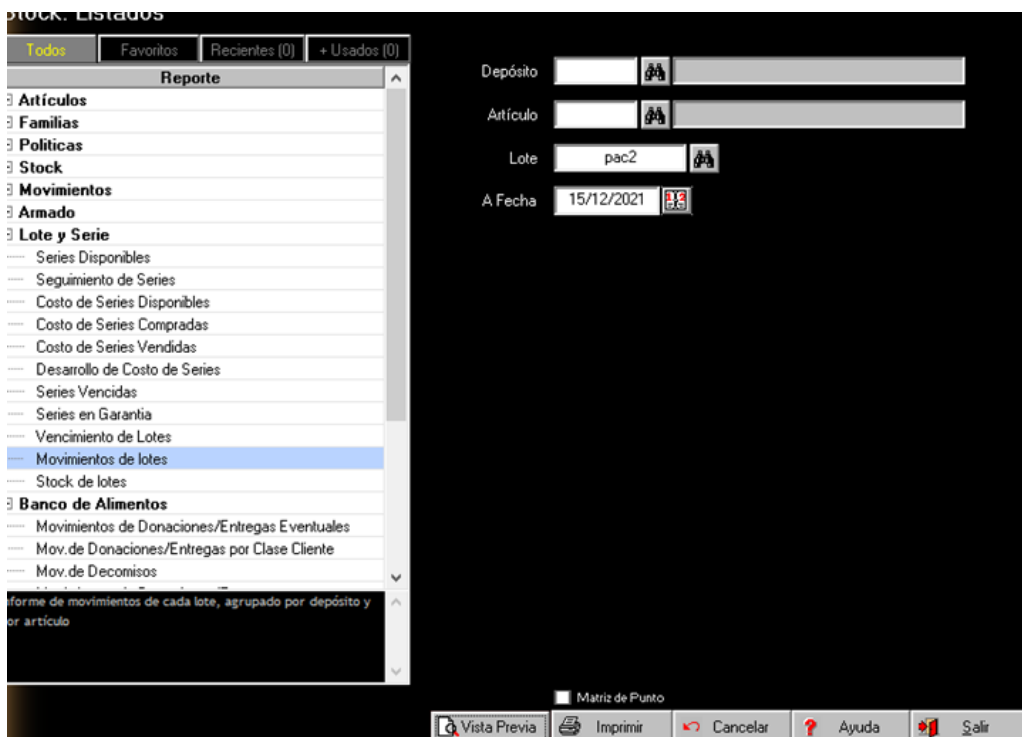 Stock: Listados
Todos
Favoritos
Recientes (0)
+ Usados (0)
Reporte
Artículos
Familias
Politicas
Stock
Movimientos
Armado
Lote y Serie
Series Disponibles
Seguimiento de Series
Costo de Series Disponibles
Costo de Series Compradas
Costo de Series Vendidas
Desarrollo de Costo de Series
Series Vencidas
Series en Garantia
Vencimiento de Lotes
Movimientos de lotes
Stock de lotes
Banco de Alimentos
Movimientos de Donaciones/Entregas Eventuales
Mov.de Donaciones/Entregas por Clase Cliente
Mov.de Decomisos
nforme de movimientos de cada lote, agrupado por depósito y
or artículo
Depósito
Artículo
Lote
pac2
A Fecha
15/12/2021
Matriz de Punto
Vista Previa
Imprimir
Cancelar
Ayuda
Salir